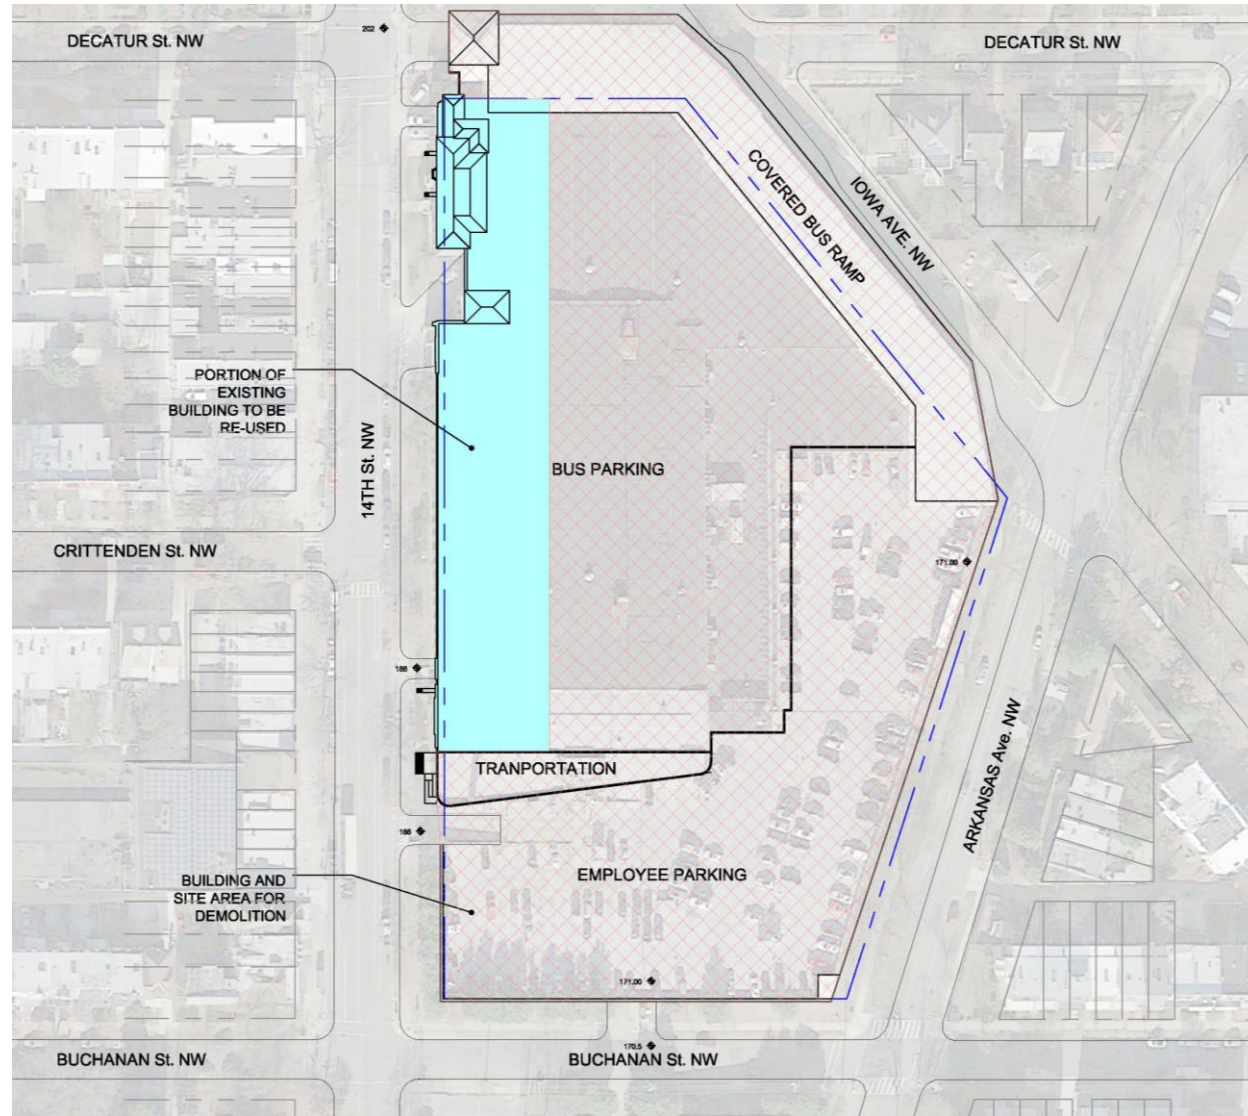 DECATUR St. NW
202
DECATUR St. NW
COVERED BUS RAMP
IOWA AVE. NW
PORTION OF
EXISTING
BUILDING TO BE
RE-USED
14TH St. NW
BUS PARKING
CRITTENDEN St. NW
171.00
188
TRANPORTATION
ARKANSAS Ave. NW
188
EMPLOYEE PARKING
BUILDING AND
SITE AREA FOR
DEMOLITION
171.00
170.5
BUCHANAN St. NW
BUCHANAN St. NW